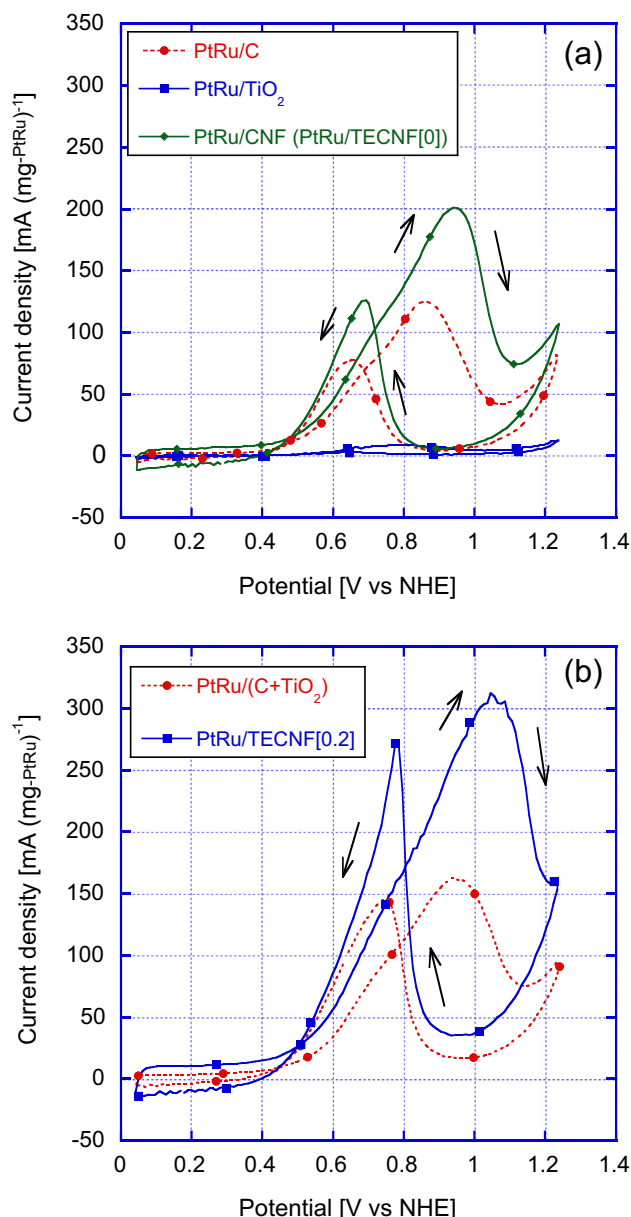 350
300
250
200
150
100
50
0
-50
Current density [mA (mg-PtRu)-1]
(a)
PtRu/C
PtRu/TiO2
PtRu/CNF (PtRu/TECNF[0])
0 0.2 0.4 0.6 0.8 1 1.2 1.4
Potential [V vs NHE]
350
300
250
200
150
100
50
0
-50
Current density [mA (mg-PtRu)-1]
(b)
PtRu/(C+TiO2)
PtRu/TECNF[0.2]
0 0.2 0.4 0.6 0.8 1 1.2 1.4
Potential [V vs NHE]